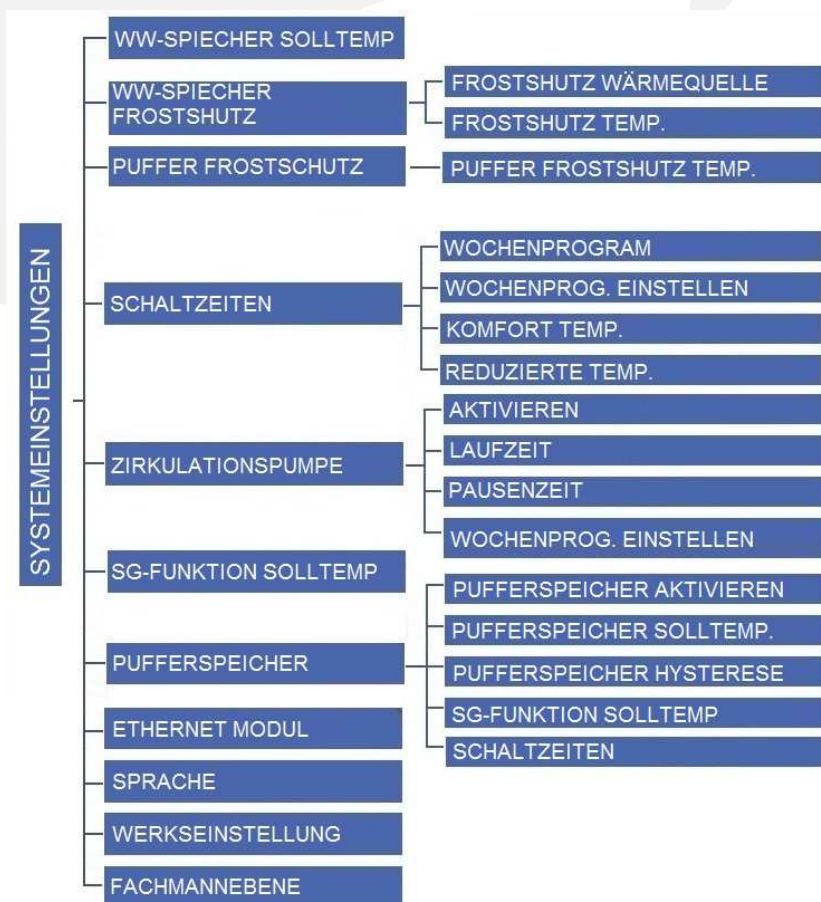 SYSTEMEINSTELLUNGEN
WW-SPIECHER SOLLTEMP
WW-SPIECHER
FROSTSHUTZ
FROSTSHUTZ WÄRMEQUELLE
FROSTSHUTZ TEMP.
PUFFER FROSTSCHUTZ
PUFFER FROSTSHUTZ TEMP.
SCHALTZEITEN
WOCHENPROGRAM
WOCHENPROG. EINSTELLEN
KOMFORT TEMP.
REDUZIERTE TEMP.
ZIRKULATIONSPUMPE
AKTIVIEREN
LAUFZEIT
PAUSENZEIT
WOCHENPROG. EINSTELLEN
SG-FUNKTION SOLLTEMP
PUFFERSPEICHER
PUFFERSPEICHER AKTIVIEREN
PUFFERSPEICHER SOLLTEMP.
PUFFERSPEICHER HYSTERESE
SG-FUNKTION SOLLTEMP
SCHALTZEITEN
ETHERNET MODUL
SPRACHE
WERKSEINSTELLUNG
FACHMANNEBENE